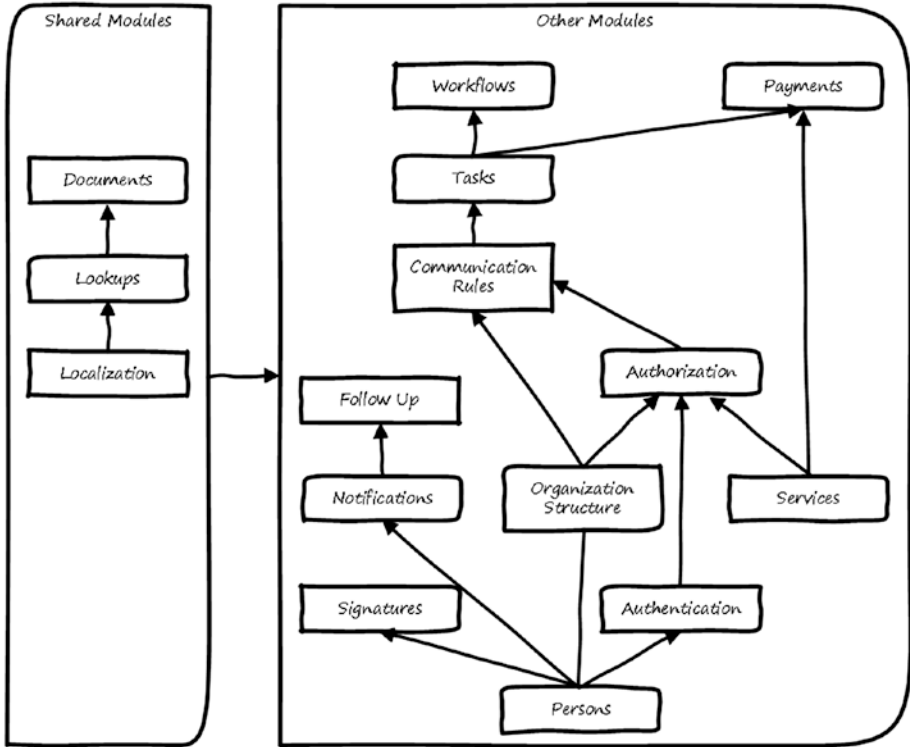 Shared Modules
Documents
Lookups
Localization
Other Modules
Workflows
Payments
Tasks
Communication
Rules
Authorization
Follow Up
Notifications
Organization
Structure
Services
Signatures
Authentication
Persons